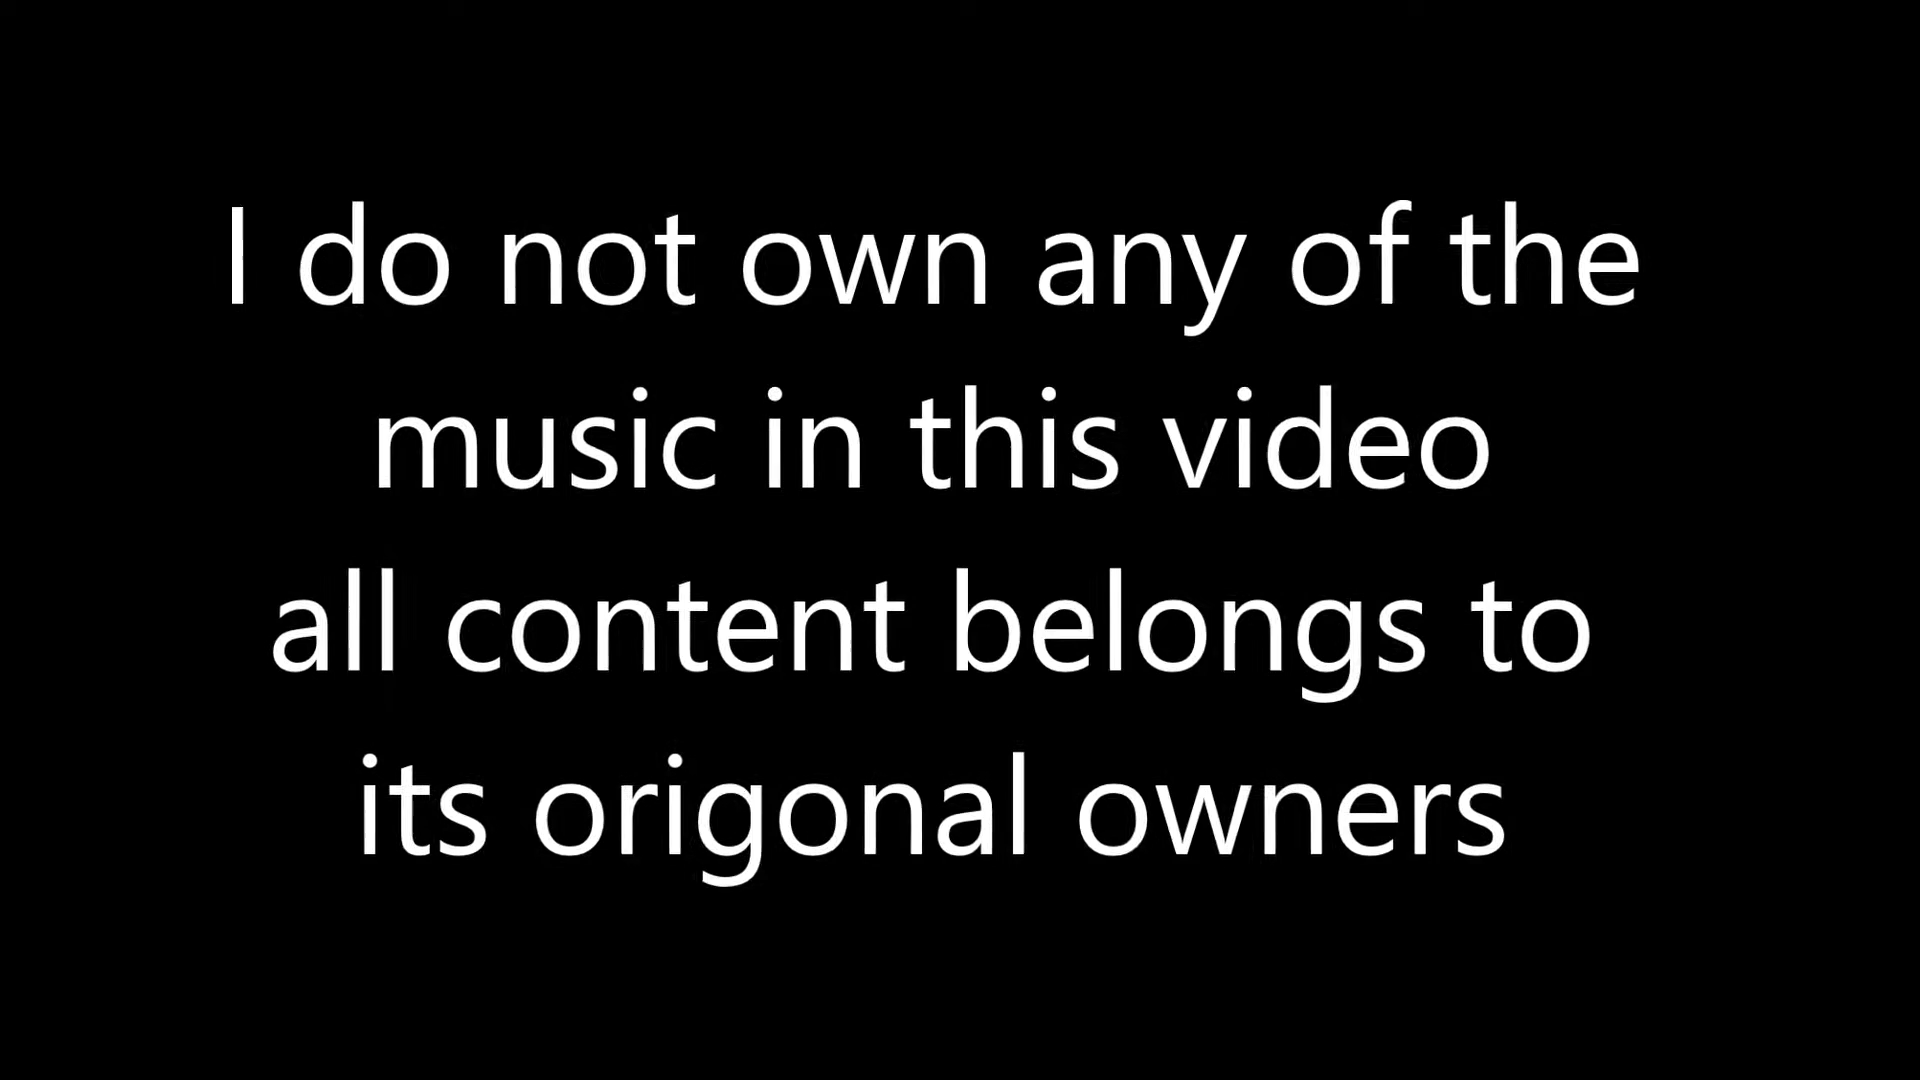 I do not own any of the
music in this video
all content belongs to
its origonal owners